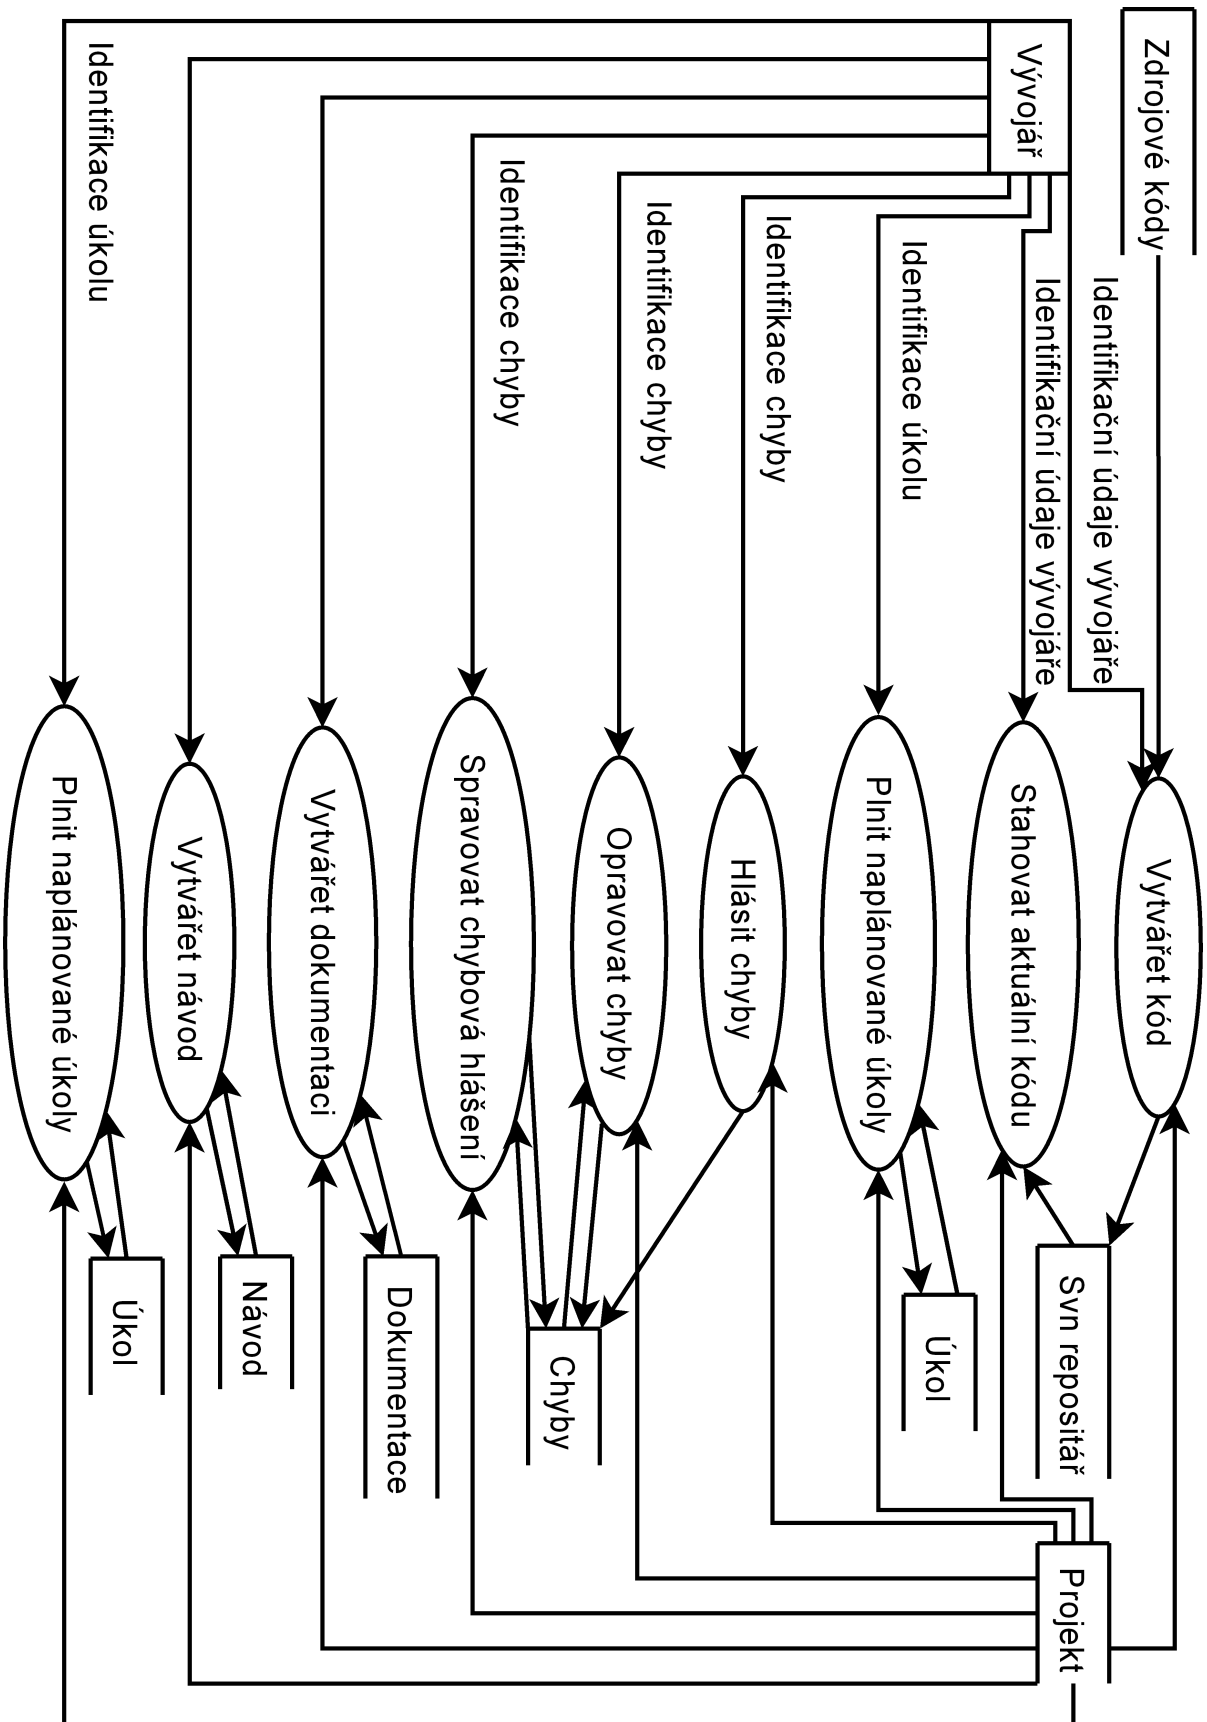 Zdrojové kódy
Vývojář
Identifikační údaje vývojáře
Identifikační údaje vývojáře
Identifikace úkolu
Identifikace chyby
Identifikace chyby
Identifikace chyby
Identifikace úkolu
Vytvářet kód
Stahovat aktuální kódu
Plnit naplánované úkoly
Hlásit chyby
Opravovat chyby
Spravovat chybová hlášení
Vytvářet dokumentaci
Vytvářet návod
Plnit naplánované úkoly
Svn repositář
Úkol
Chyby
Dokumentace
Návod
Úkol
Projekt